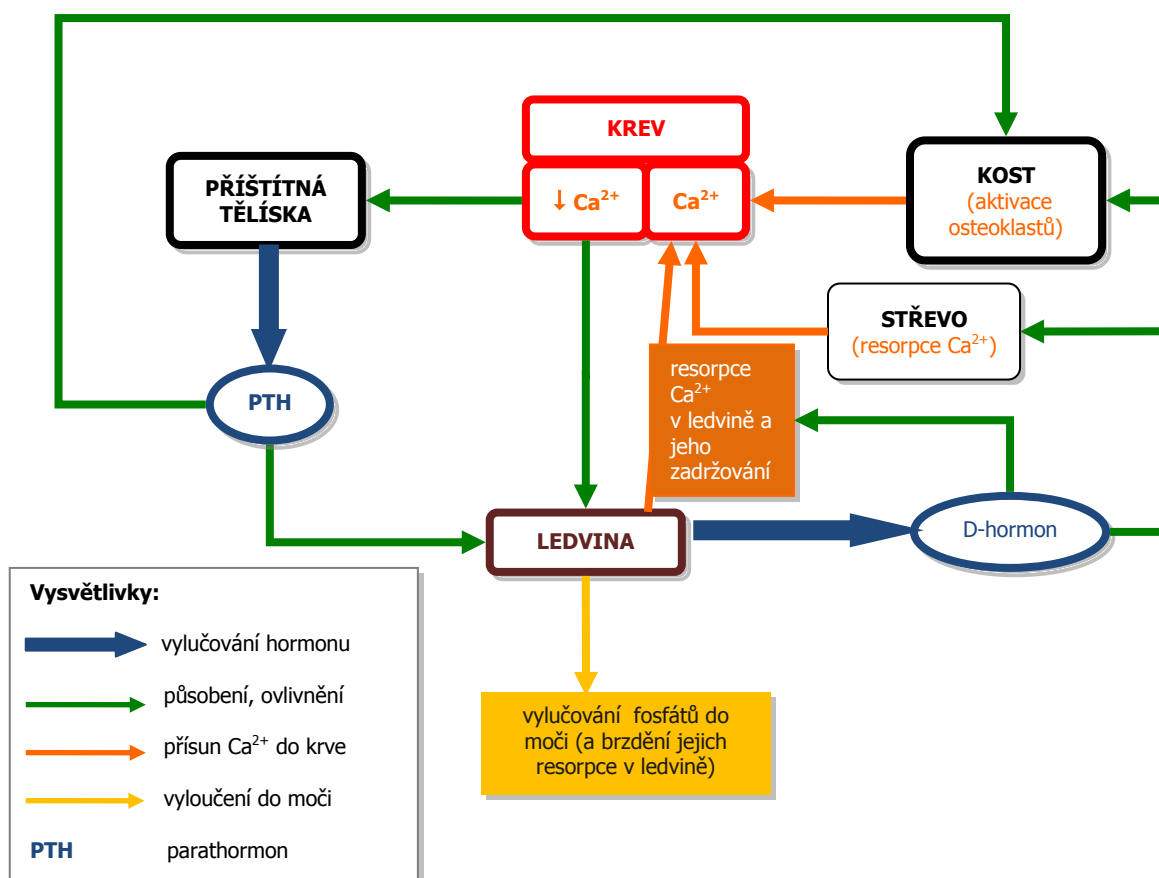 KREV
↓ Ca²⁺
Ca²⁺
PŘÍŠTÍTNÁ
TĚLÍSKA
KOST
(aktivace
osteoklastů)
STŘEVO
(resorpce Ca²⁺)
resorpce
Ca²⁺
v ledvině a
jeho
zadržování
PTH
LEDVINA
D-hormon
vylučování fosfátů do
moči (a brzdění jejich
resorpce v ledvině)
Vysvětlivky:
vylučování hormonu
působení, ovlivnění
přísun Ca²⁺ do krve
vyloučení do moči
PTH parathormon